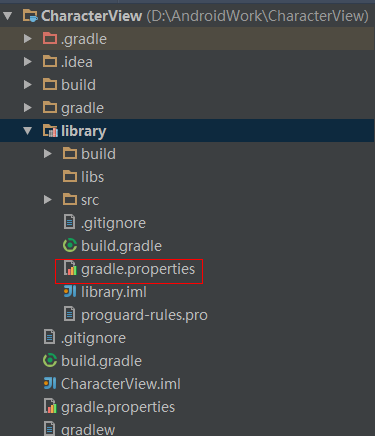 CharacterView (D:\AndroidWork\CharacterView)
.gradle
.idea
build
gradle
library
build
libs
src
.gitignore
build.gradle
gradle.properties
library.iml
proguard-rules.pro
.gitignore
build.gradle
CharacterView.iml
gradle.properties
gradlew